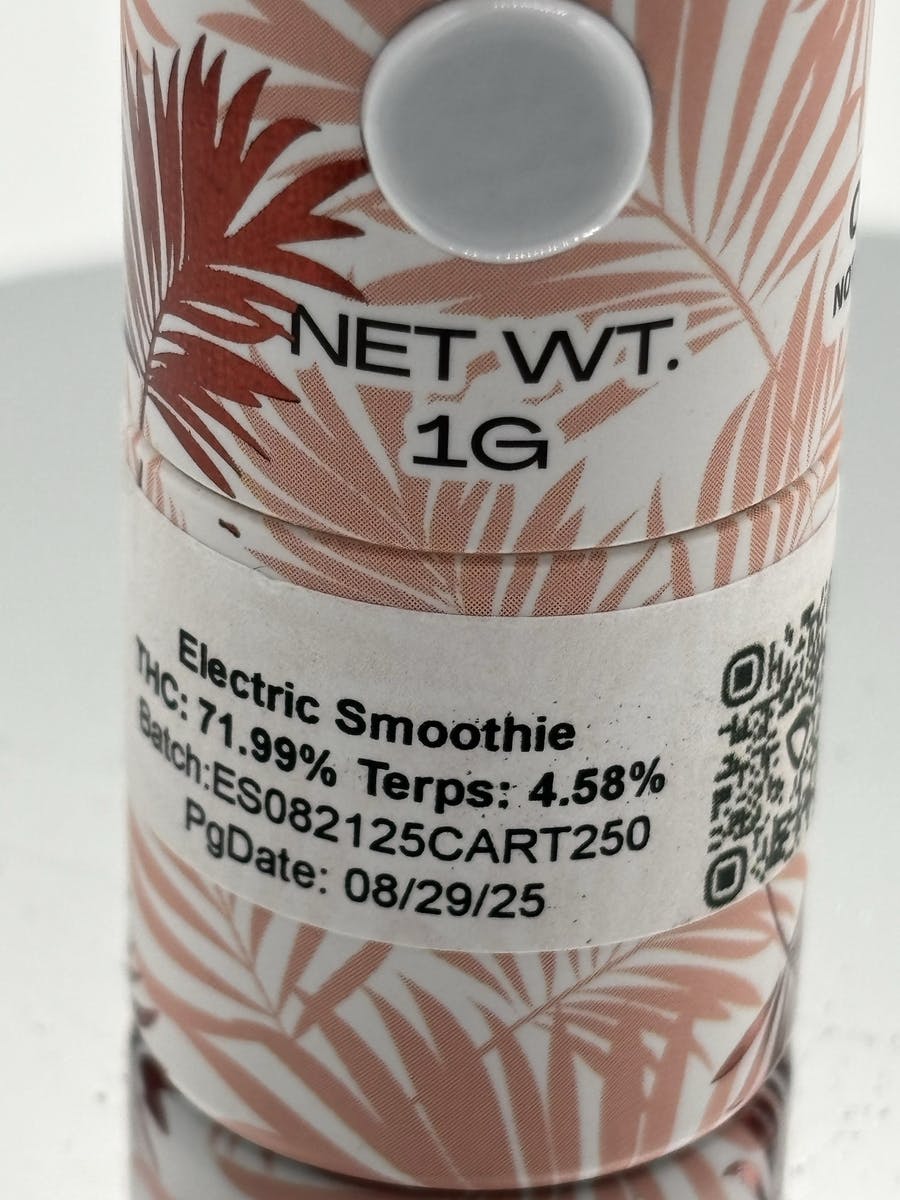 NET WT.
1G
Electric Smoothie
THC: 71.99% Terps: 4.58%
Batch:ES082125CART250
PgDate: 08/29/25